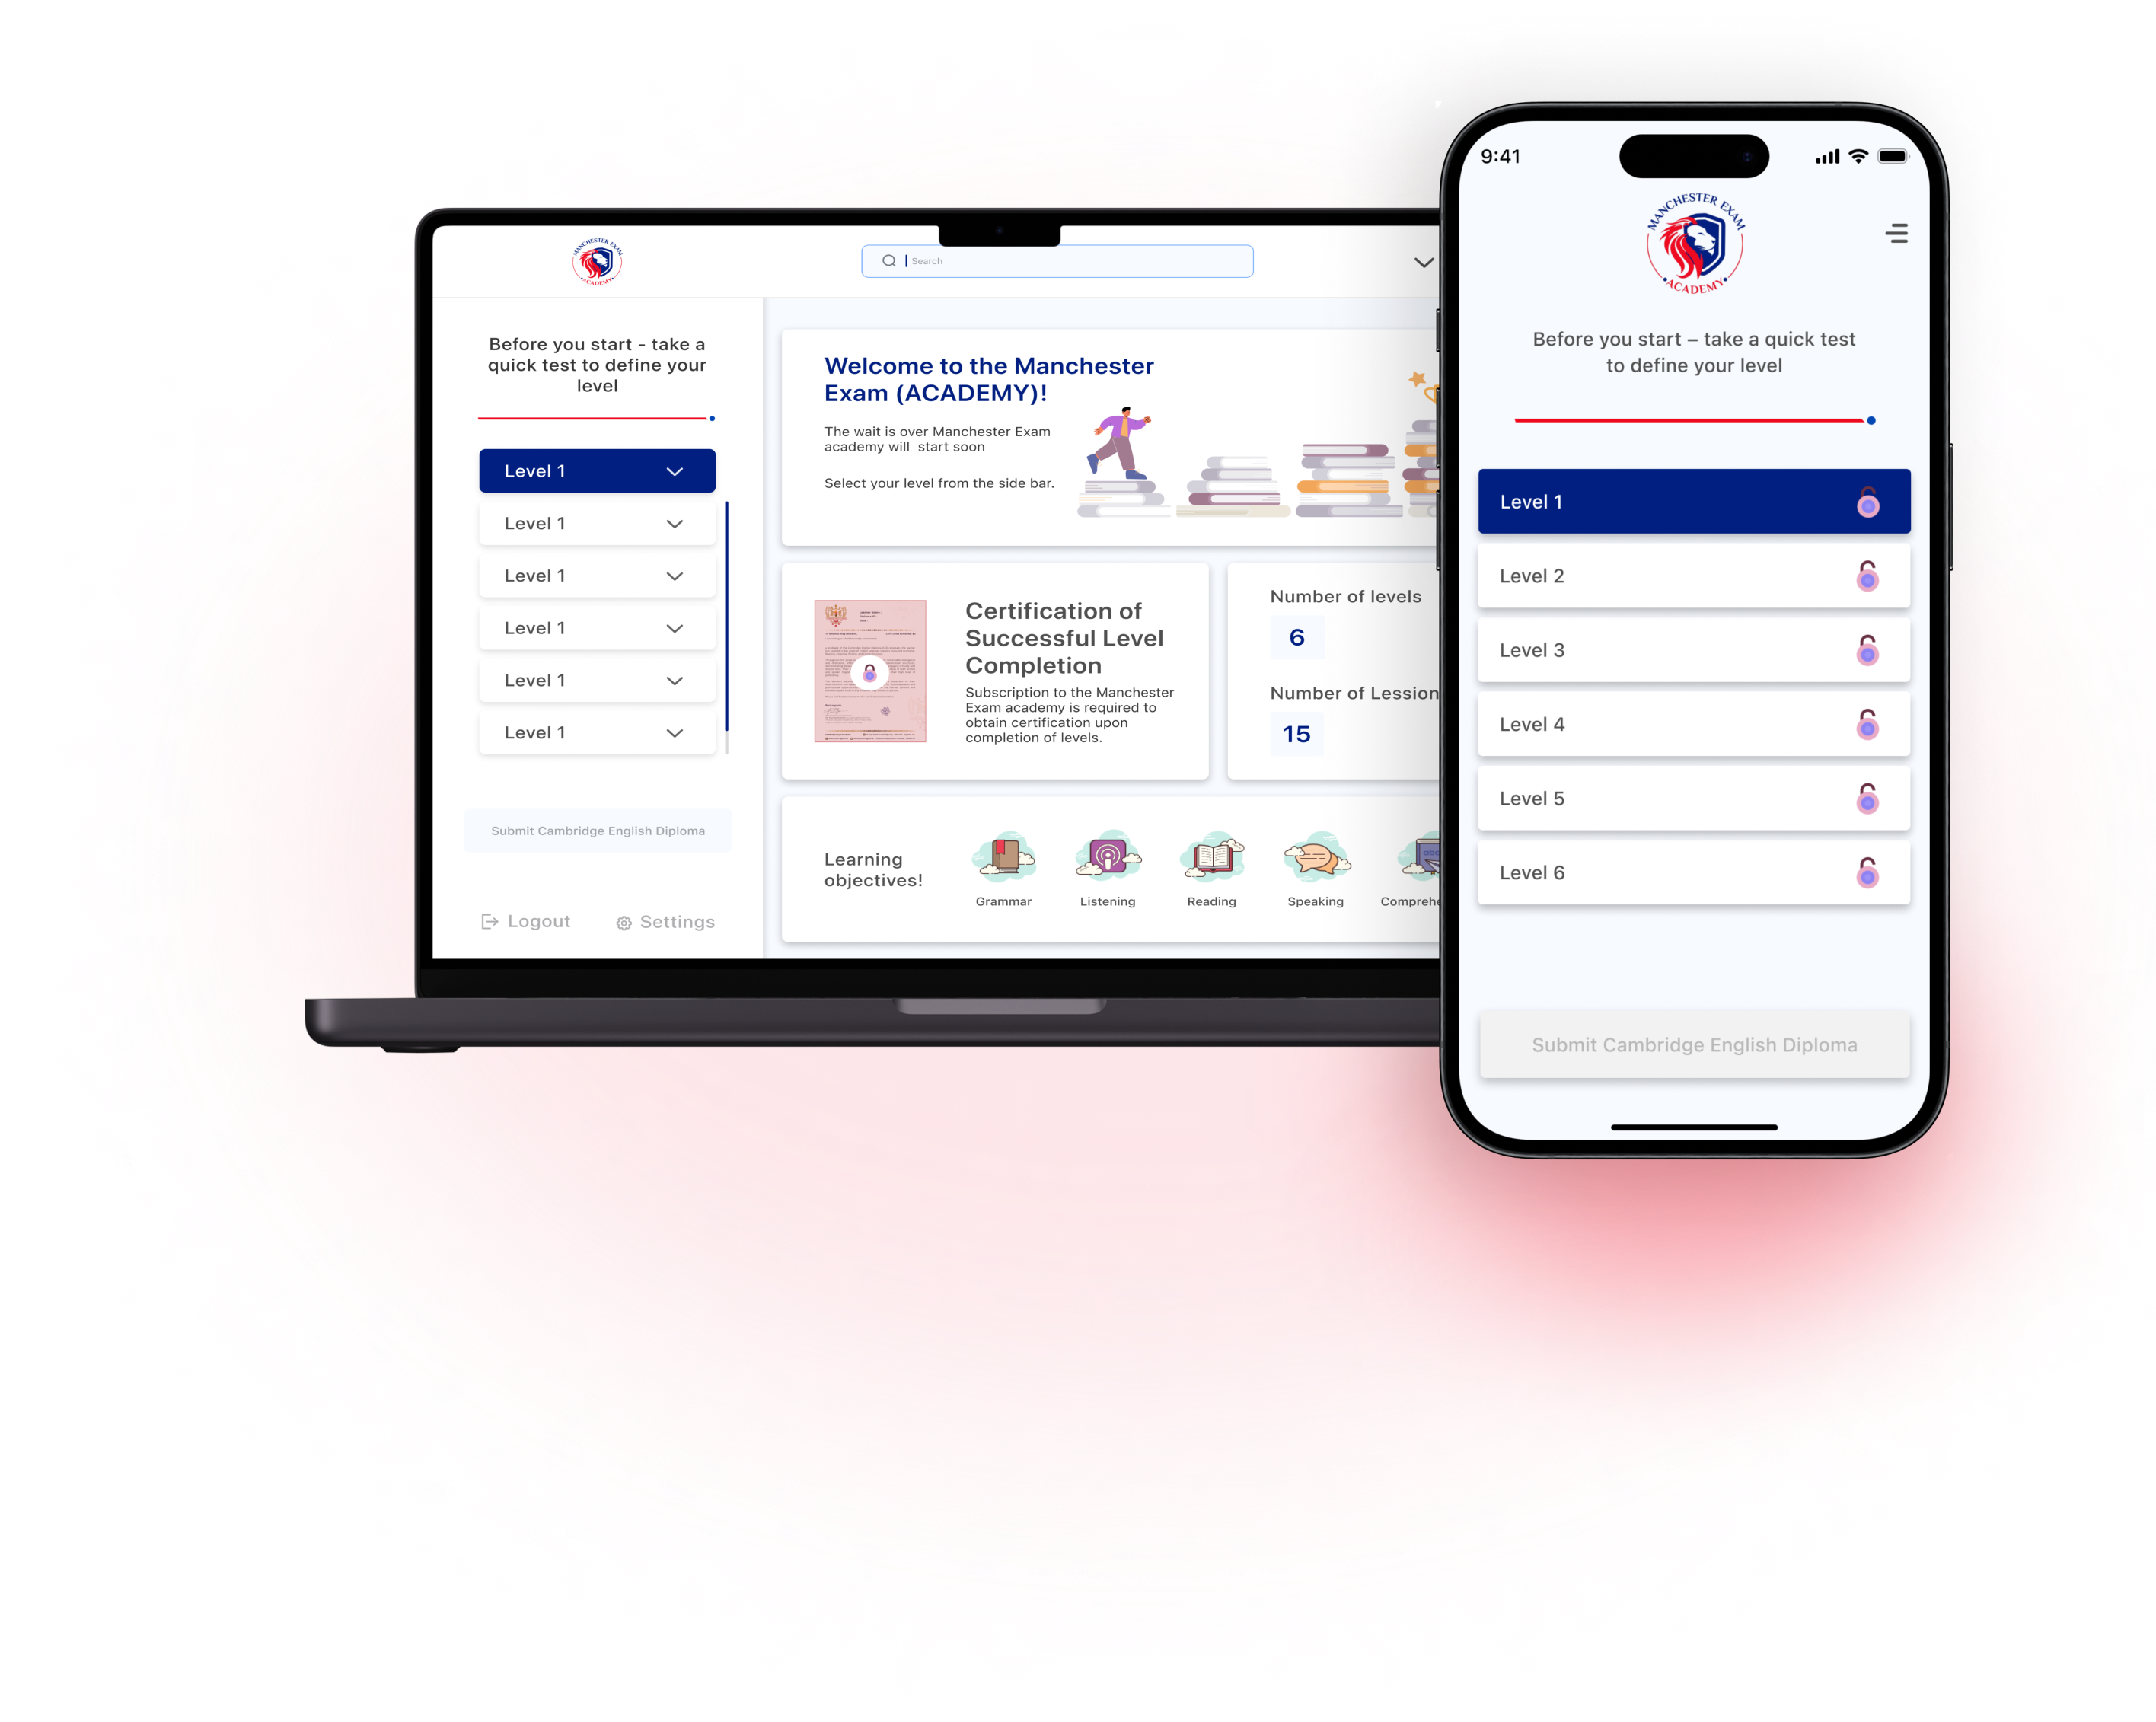 MANCHESTER EXAM
ACADEMY
Search
Before you start - take a
quick test to define your
level
Level 1
Level 1
Level 1
Level 1
Level 1
Level 1
Submit Cambridge English Diploma
Logout
Settings
Welcome to the Manchester
Exam (ACADEMY)!
The wait is over Manchester Exam
academy will start soon
Select your level from the side bar.
Certification of
Successful Level
Completion
Subscription to the Manchester
Exam academy is required to
obtain certification upon
completion of levels.
Number of levels
6
Number of Lession
15
Learning
objectives!
Grammar
Listening
Reading
Speaking
Comprehe
abc
9:41
MANCHESTER EXAM
ACADEMY
Before you start – take a quick test
to define your level
Level 1
Level 2
Level 3
Level 4
Level 5
Level 6
Submit Cambridge English Diploma